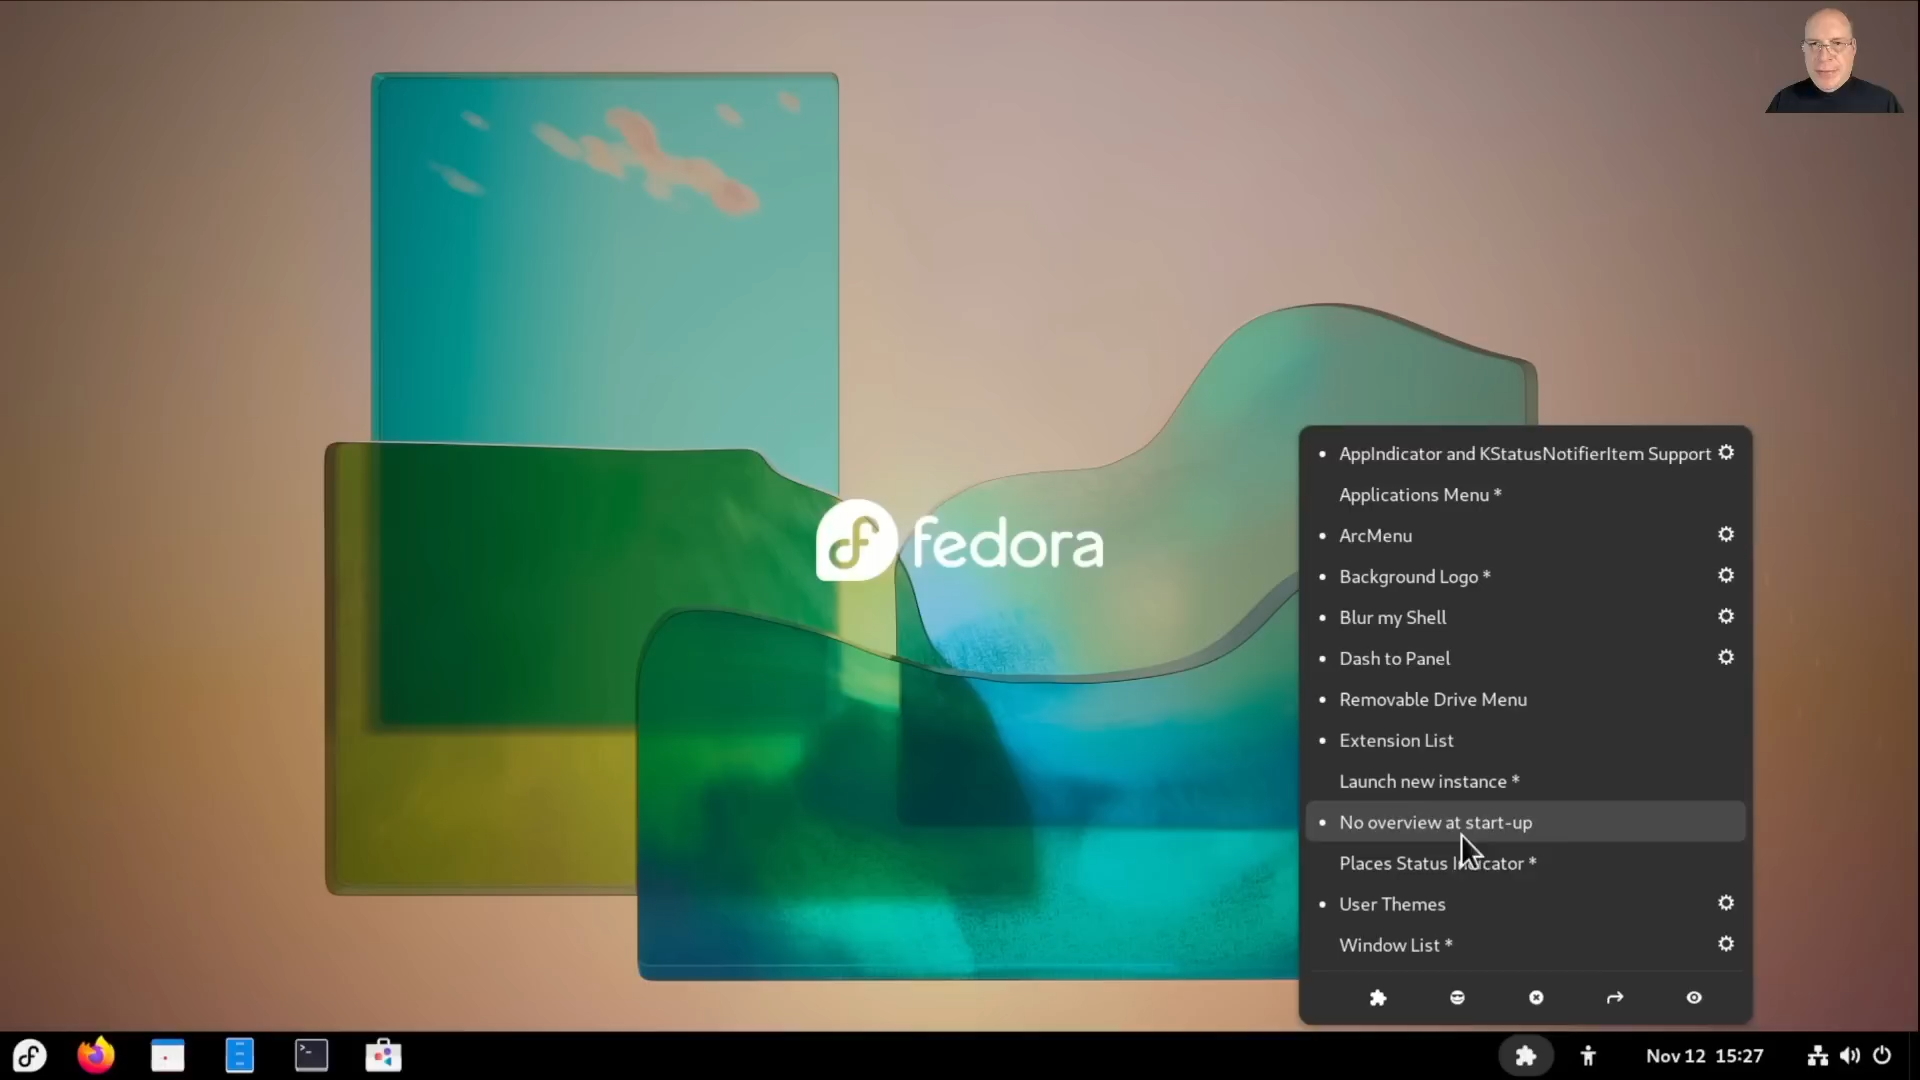 fedora
• AppIndicator and KStatusNotifierItem Support
Applications Menu *
• ArcMenu
• Background Logo *
• Blur my Shell
• Dash to Panel
• Removable Drive Menu
• Extension List
Launch new instance *
• No overview at start-up
Places Status Indicator *
• User Themes
Window List *
Nov 12 15:27